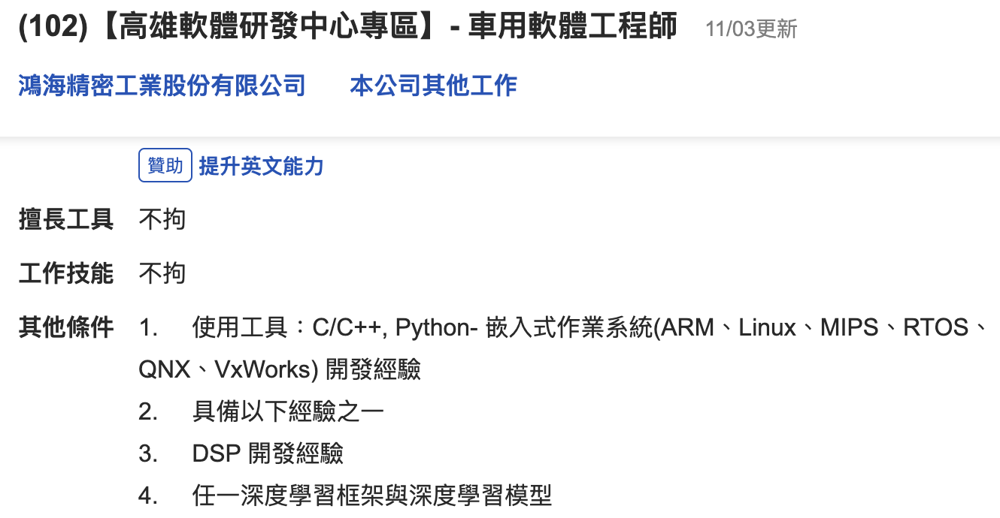 (102)【高雄軟體研發中心專區】- 車用軟體工程師 11/03更新
鴻海精密工業股份有限公司 本公司其他工作
贊助 提升英文能力
擅長工具 不拘
工作技能 不拘
其他條件 1. 使用工具：C/C++, Python- 嵌入式作業系統(ARM、Linux、MIPS、RTOS、
QNX、VxWorks) 開發經驗
2. 具備以下經驗之一
3. DSP 開發經驗
4. 任一深度學習框架與深度學習模型